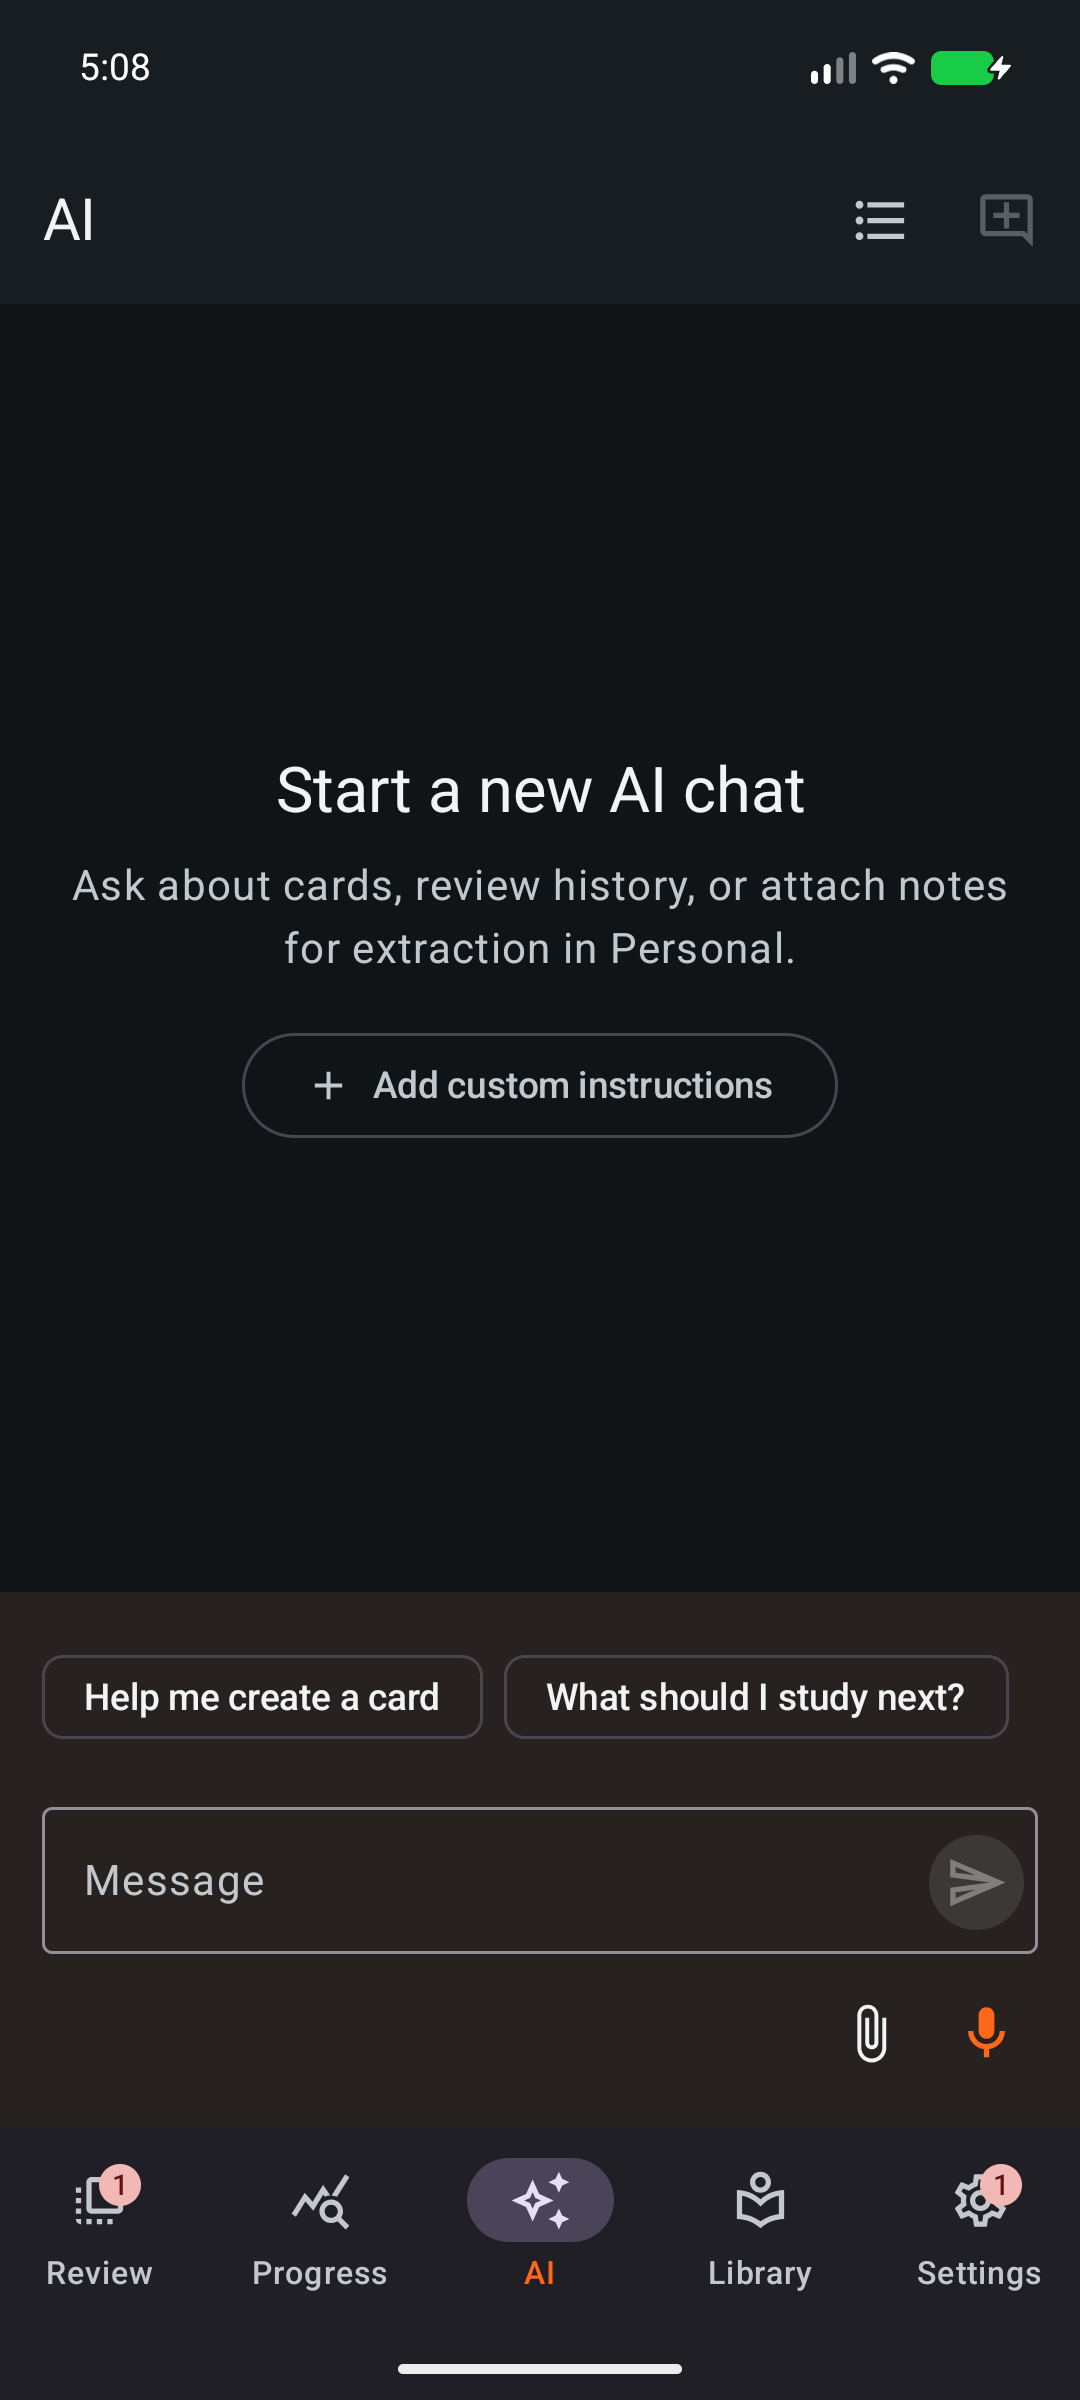 5:08
AI
Start a new AI chat
Ask about cards, review history, or attach notes
for extraction in Personal.
Add custom instructions
Help me create a card
What should I study next?
Message
1
1
Review
Progress
AI
Library
Settings